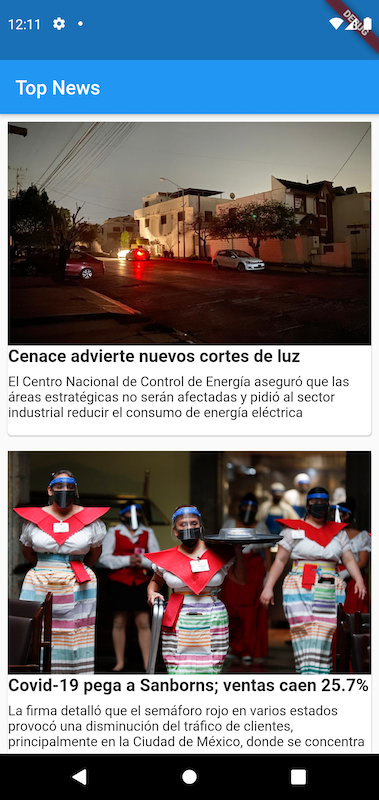 12:11
DEBUG
Top News
Cenace advierte nuevos cortes de luz
El Centro Nacional de Control de Energía aseguró que las
áreas estratégicas no serán afectadas y pidió al sector
industrial reducir el consumo de energía eléctrica
Covid-19 pega a Sanborns; ventas caen 25.7%
La firma detalló que el semáforo rojo en varios estados
provocó una disminución del tráfico de clientes,
principalmente en la Ciudad de México, donde se concentra